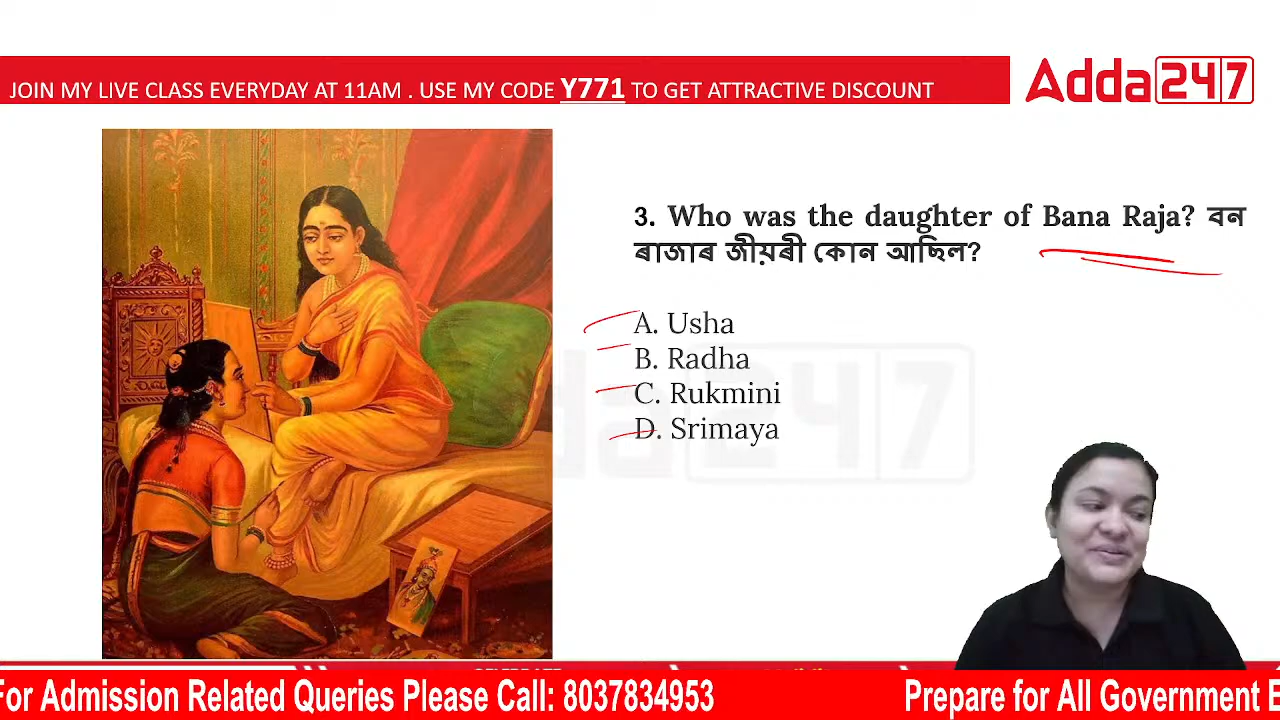 JOIN MY LIVE CLASS EVERYDAY AT 11AM . USE MY CODE Y771 TO GET ATTRACTIVE DISCOUNT
Adda247
3. Who was the daughter of Bana Raja? বন
ৰাজাৰ জীয়ৰী কোন আছিল?
A. Usha
B. Radha
C. Rukmini
D. Srimaya
For Admission Related Queries Please Call: 8037834953
Prepare for All Government E